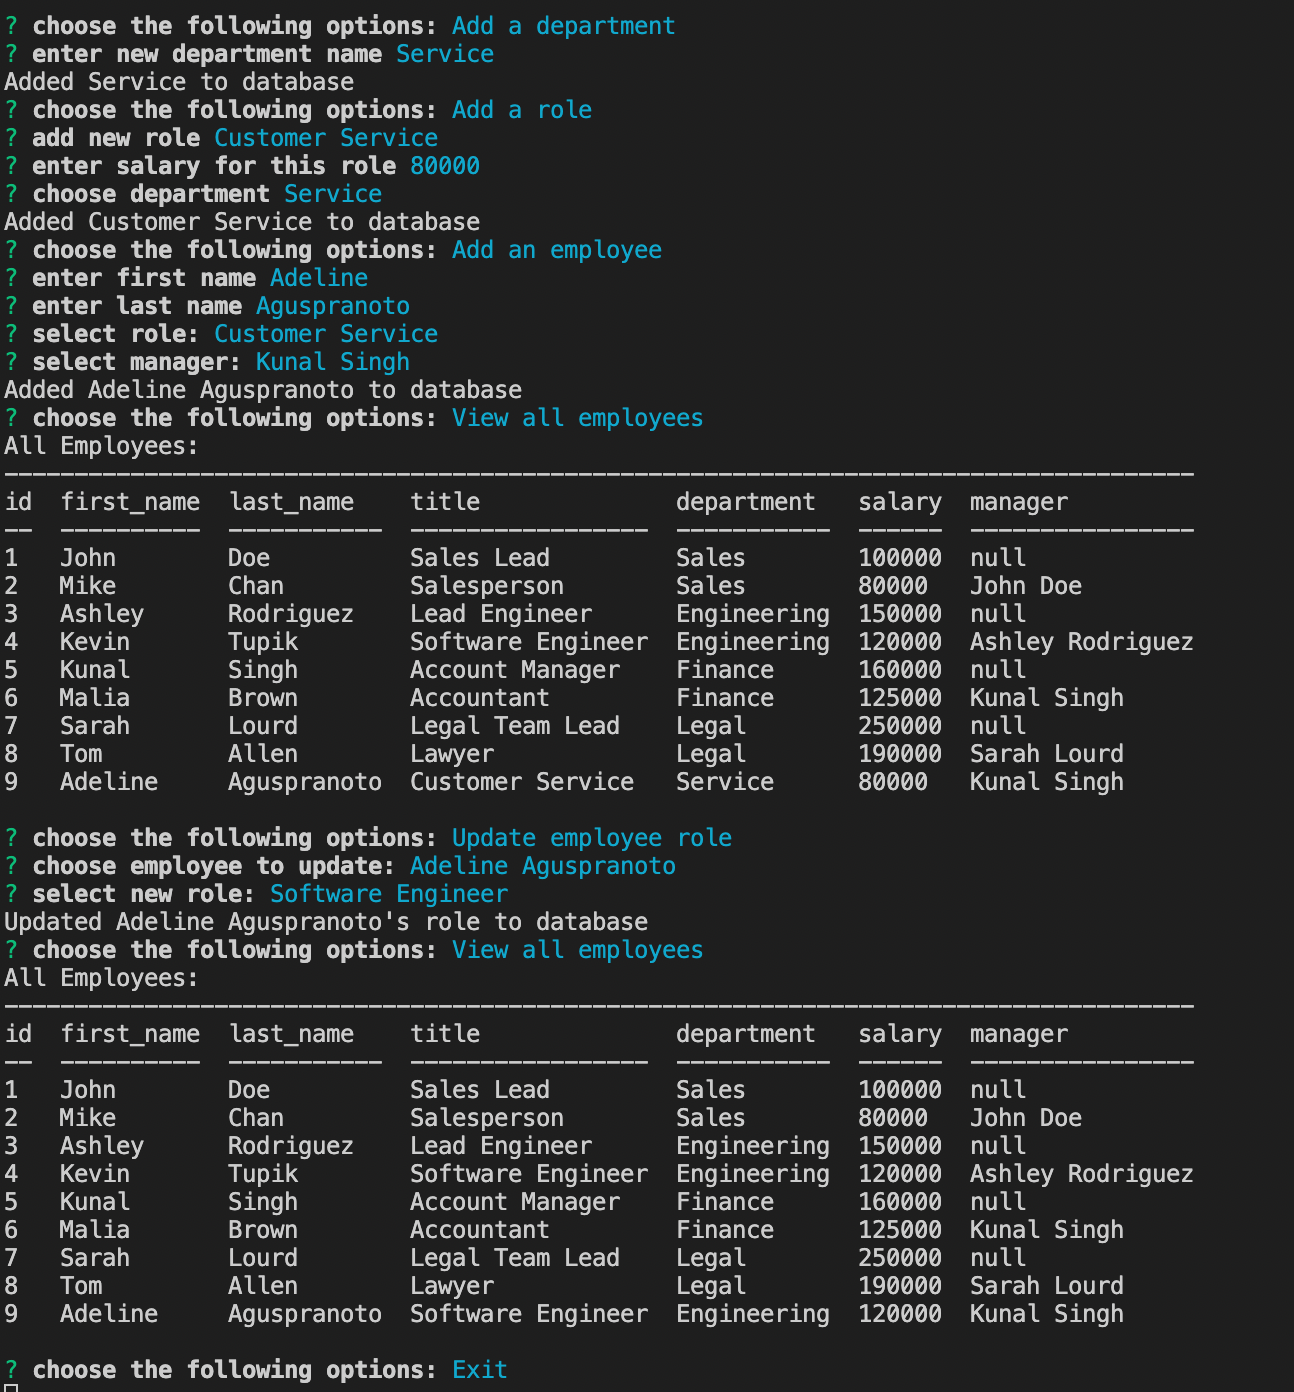 ? choose the following options: Add a department
? enter new department name Service
Added Service to database
? choose the following options: Add a role
? add new role Customer Service
? enter salary for this role 80000
? choose department Service
Added Customer Service to database
? choose the following options: Add an employee
? enter first name Adeline
? enter last name Aguspranoto
? select role: Customer Service
? select manager: Kunal Singh
Added Adeline Aguspranoto to database
? choose the following options: View all employees
All Employees:
-------------------------------------------------------------------------------------
id  first_name  last_name    title              department   salary  manager
--  ----------  -----------  -----------------  -----------  ------  ----------------
1   John        Doe          Sales Lead         Sales        100000  null
2   Mike        Chan         Salesperson        Sales        80000   John Doe
3   Ashley      Rodriguez    Lead Engineer      Engineering  150000  null
4   Kevin       Tupik        Software Engineer  Engineering  120000  Ashley Rodriguez
5   Kunal       Singh        Account Manager    Finance      160000  null
6   Malia       Brown        Accountant         Finance      125000  Kunal Singh
7   Sarah       Lourd        Legal Team Lead    Legal        250000  null
8   Tom         Allen        Lawyer             Legal        190000  Sarah Lourd
9   Adeline     Aguspranoto  Customer Service   Service      80000   Kunal Singh
? choose the following options: Update employee role
? choose employee to update: Adeline Aguspranoto
? select new role: Software Engineer
Updated Adeline Aguspranoto's role to database
? choose the following options: View all employees
All Employees:
-------------------------------------------------------------------------------------
id  first_name  last_name    title              department   salary  manager
--  ----------  -----------  -----------------  -----------  ------  ----------------
1   John        Doe          Sales Lead         Sales        100000  null
2   Mike        Chan         Salesperson        Sales        80000   John Doe
3   Ashley      Rodriguez    Lead Engineer      Engineering  150000  null
4   Kevin       Tupik        Software Engineer  Engineering  120000  Ashley Rodriguez
5   Kunal       Singh        Account Manager    Finance      160000  null
6   Malia       Brown        Accountant         Finance      125000  Kunal Singh
7   Sarah       Lourd        Legal Team Lead    Legal        250000  null
8   Tom         Allen        Lawyer             Legal        190000  Sarah Lourd
9   Adeline     Aguspranoto  Software Engineer  Engineering  120000  Kunal Singh
? choose the following options: Exit